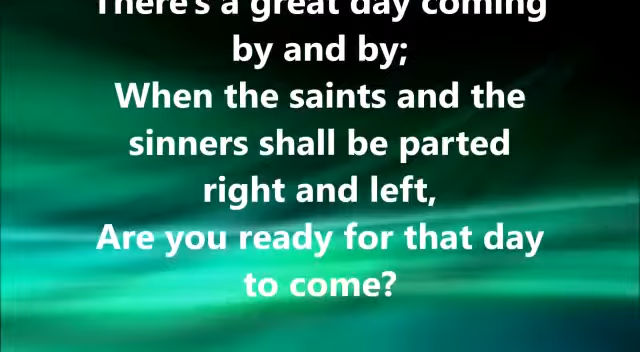 There's a great day coming
by and by;
When the saints and the
sinners shall be parted
right and left,
Are you ready for that day
to come?